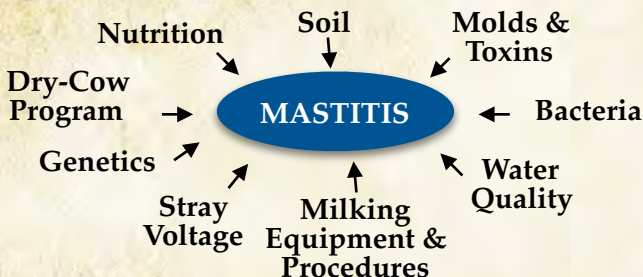 Soil
Nutrition
Molds &
Toxins
Dry-Cow
Program
MASTITIS
Bacteria
Genetics
Water
Quality
Stray
Voltage
Milking
Equipment &
Procedures